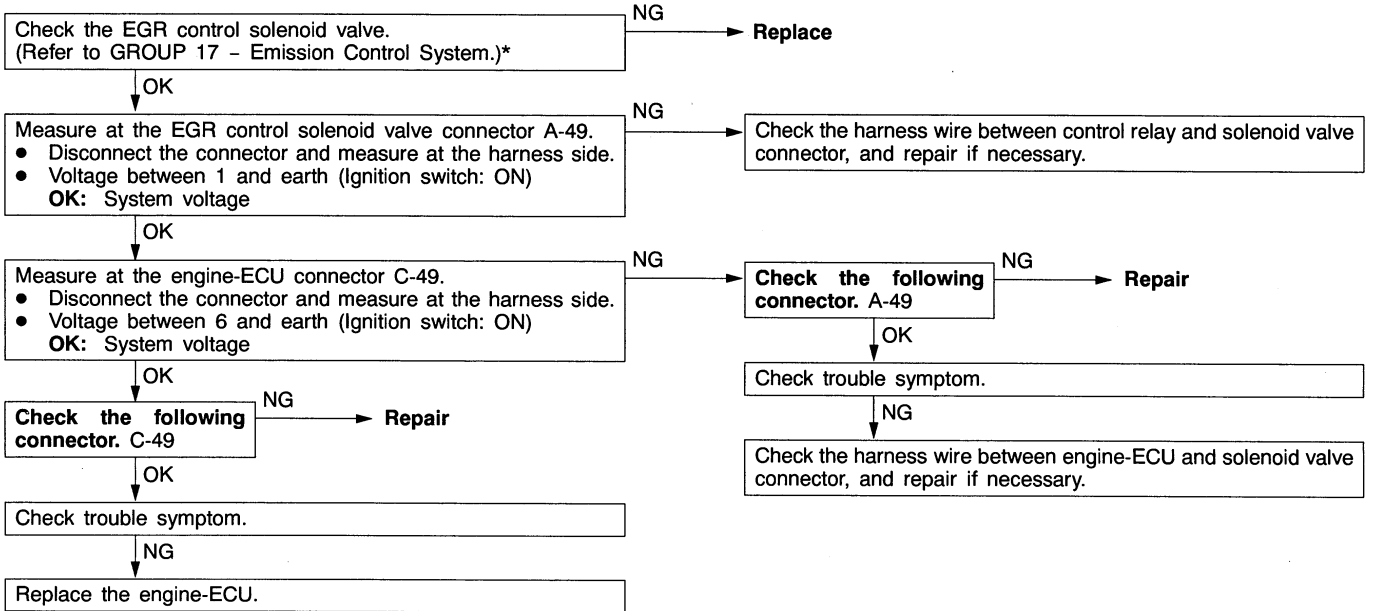 Check the EGR control solenoid valve.
(Refer to GROUP 17 – Emission Control System.)*
NG
Replace
OK
Measure at the EGR control solenoid valve connector A-49.
● Disconnect the connector and measure at the harness side.
● Voltage between 1 and earth (Ignition switch: ON)
OK: System voltage
NG
Check the harness wire between control relay and solenoid valve
connector, and repair if necessary.
OK
Measure at the engine-ECU connector C-49.
● Disconnect the connector and measure at the harness side.
● Voltage between 6 and earth (Ignition switch: ON)
OK: System voltage
NG
Check the following
connector. A-49
NG
Repair
OK
Check trouble symptom.
NG
Check the harness wire between engine-ECU and solenoid valve
connector, and repair if necessary.
OK
Check the following
connector. C-49
NG
Repair
OK
Check trouble symptom.
NG
Replace the engine-ECU.